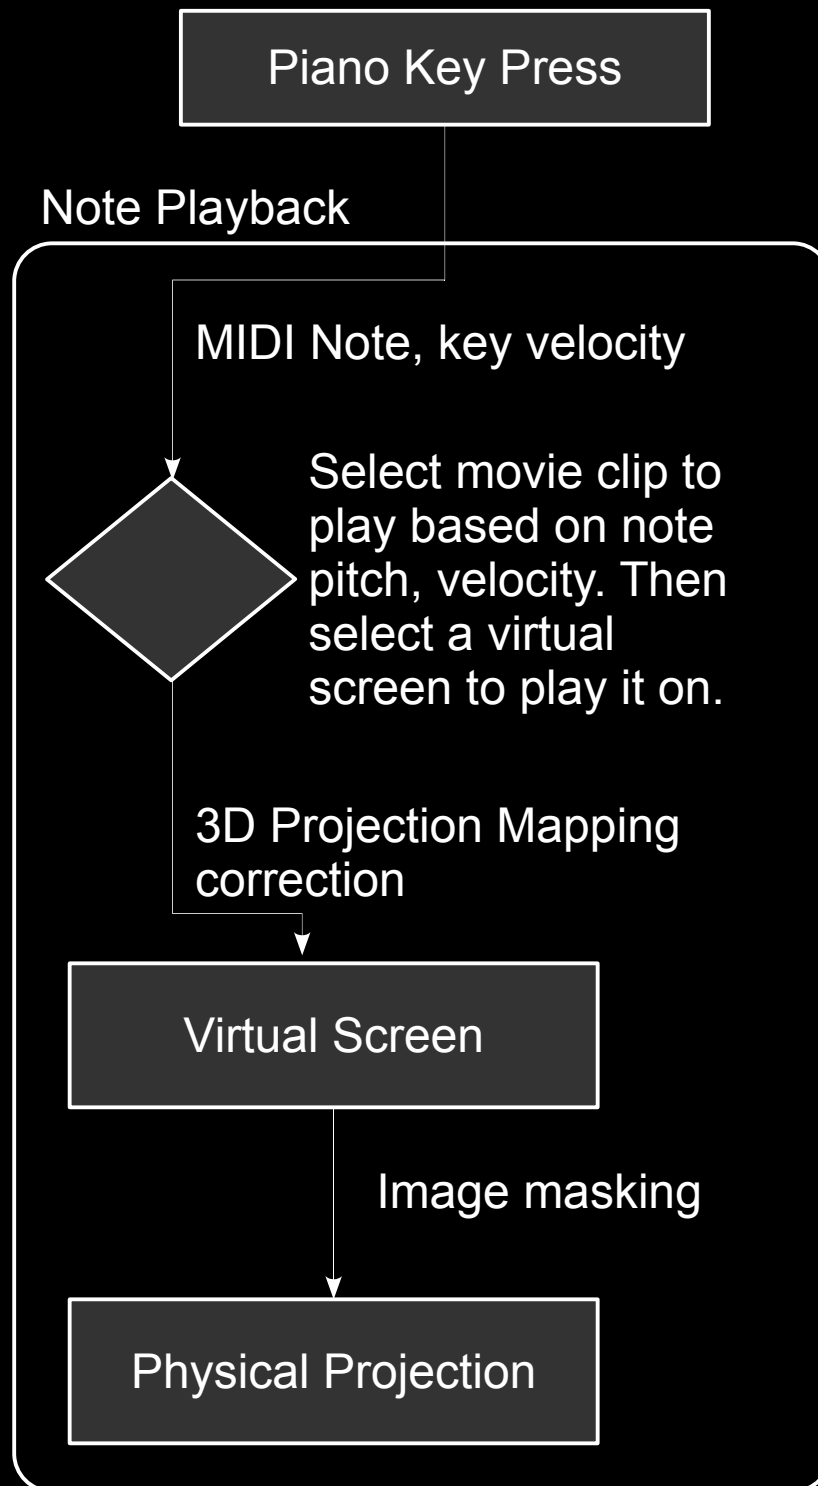 Piano Key Press
Note Playback
MIDI Note, key velocity
Select movie clip to
play based on note
pitch, velocity. Then
select a virtual
screen to play it on.
3D Projection Mapping
correction
Virtual Screen
Image masking
Physical Projection